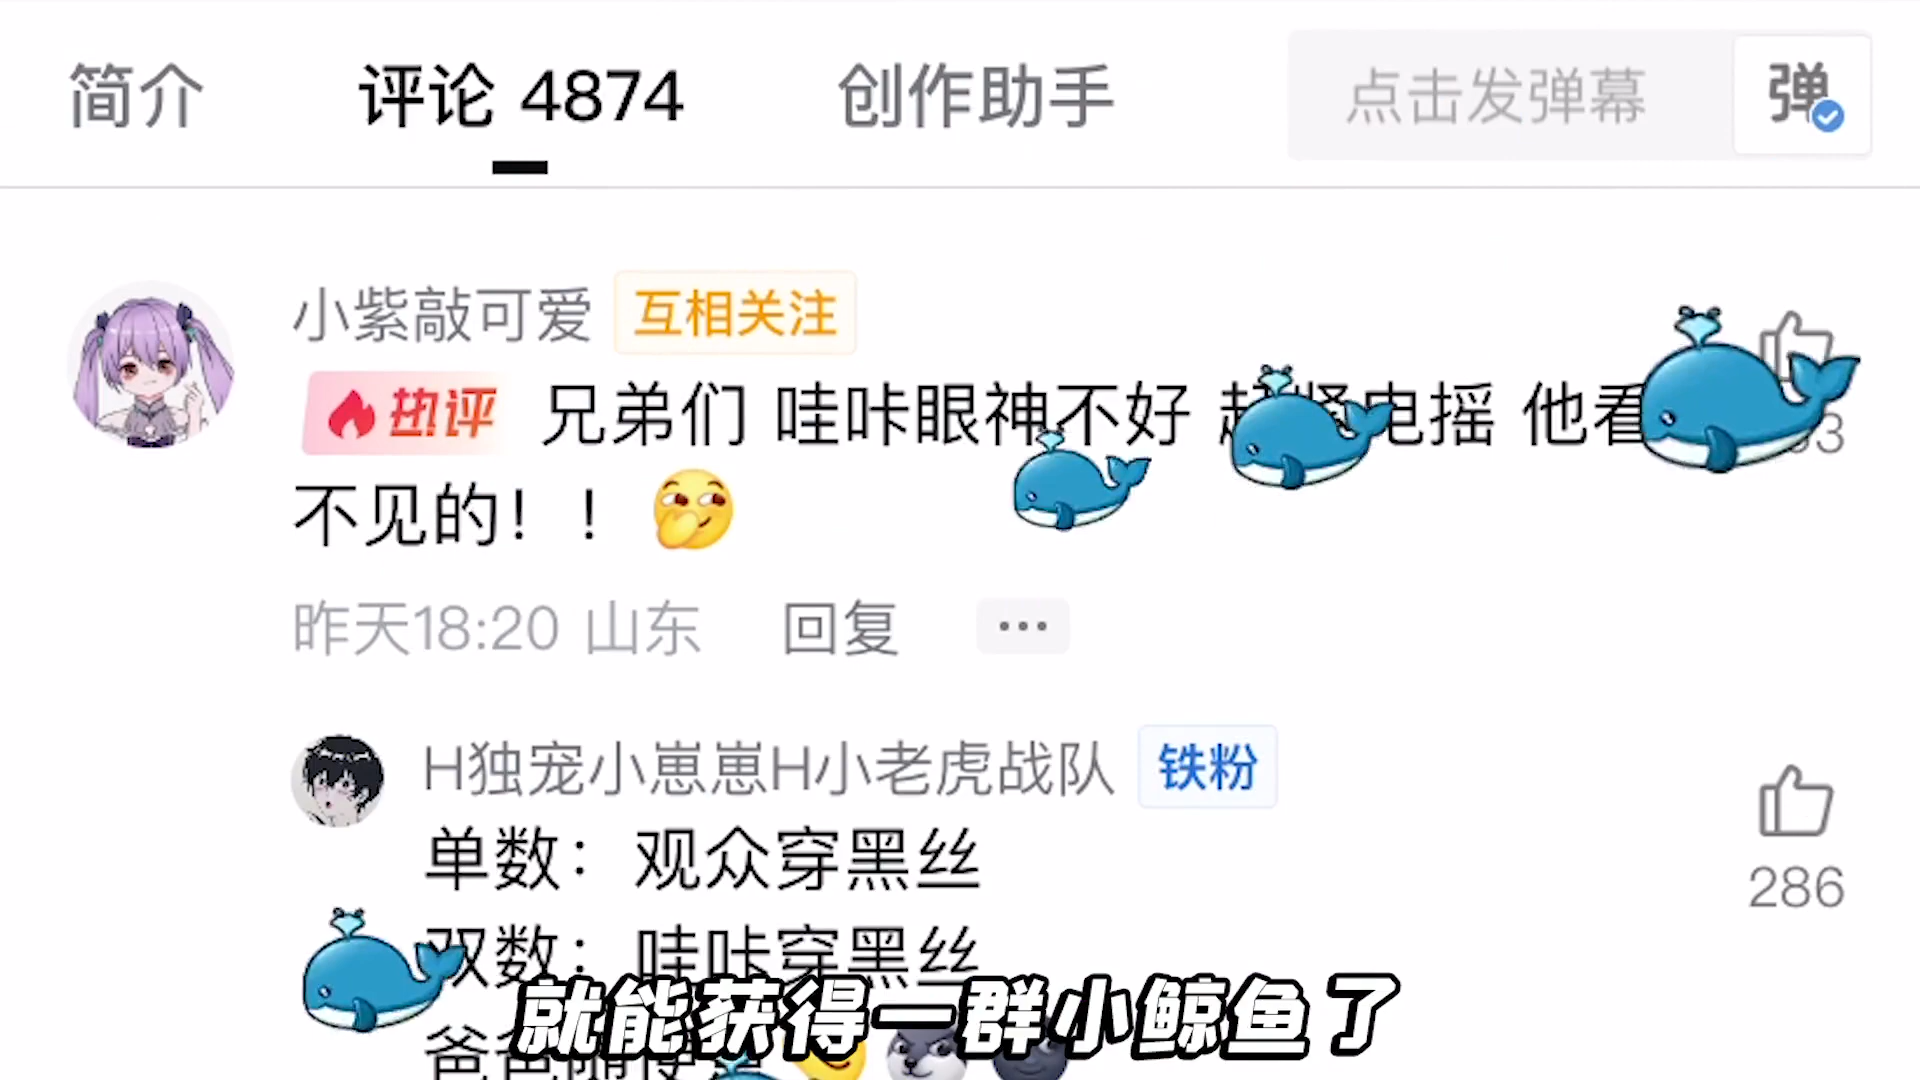 简介 评论 4874 创作助手 点击发弹幕 弹
小紫敲可爱 互相关注
热评 兄弟们 哇咔眼神不好 赶紧电摇 他看
不见的！！
昨天18:20 山东 回复
H独宠小崽崽H小老虎战队 铁粉
单数：观众穿黑丝
286
双数：哇咔穿黑丝
就能获得一群小鲸鱼了